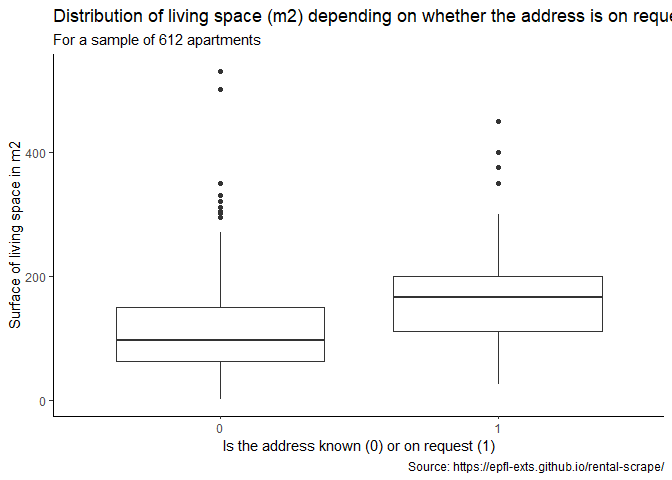 Distribution of living space (m2) depending on whether the address is on reque
For a sample of 612 apartments
Surface of living space in m2
400
200
0
0 1
Is the address known (0) or on request (1)
Source: https://epfl-exts.github.io/rental-scrape/